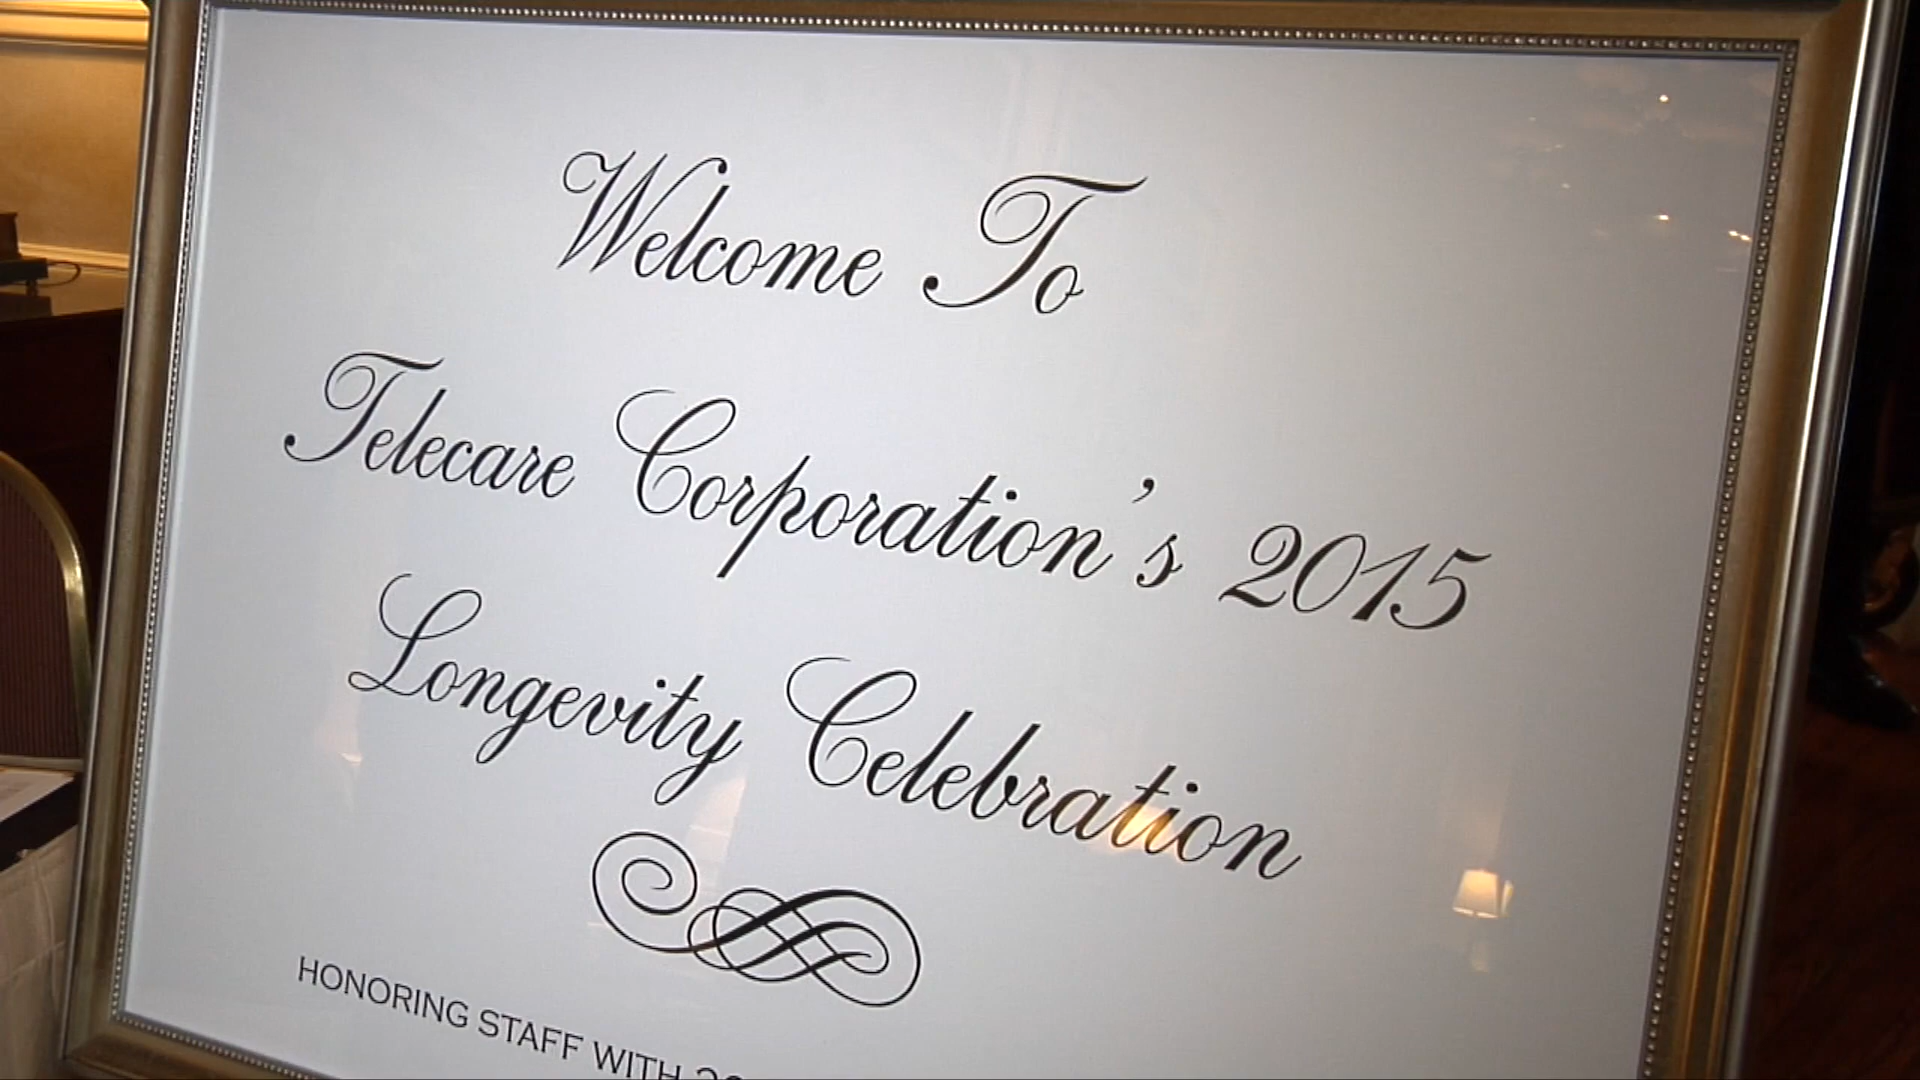 Welcome To
Telecare Corporation's 2015
Longevity Celebration
HONORING STAFF WITH